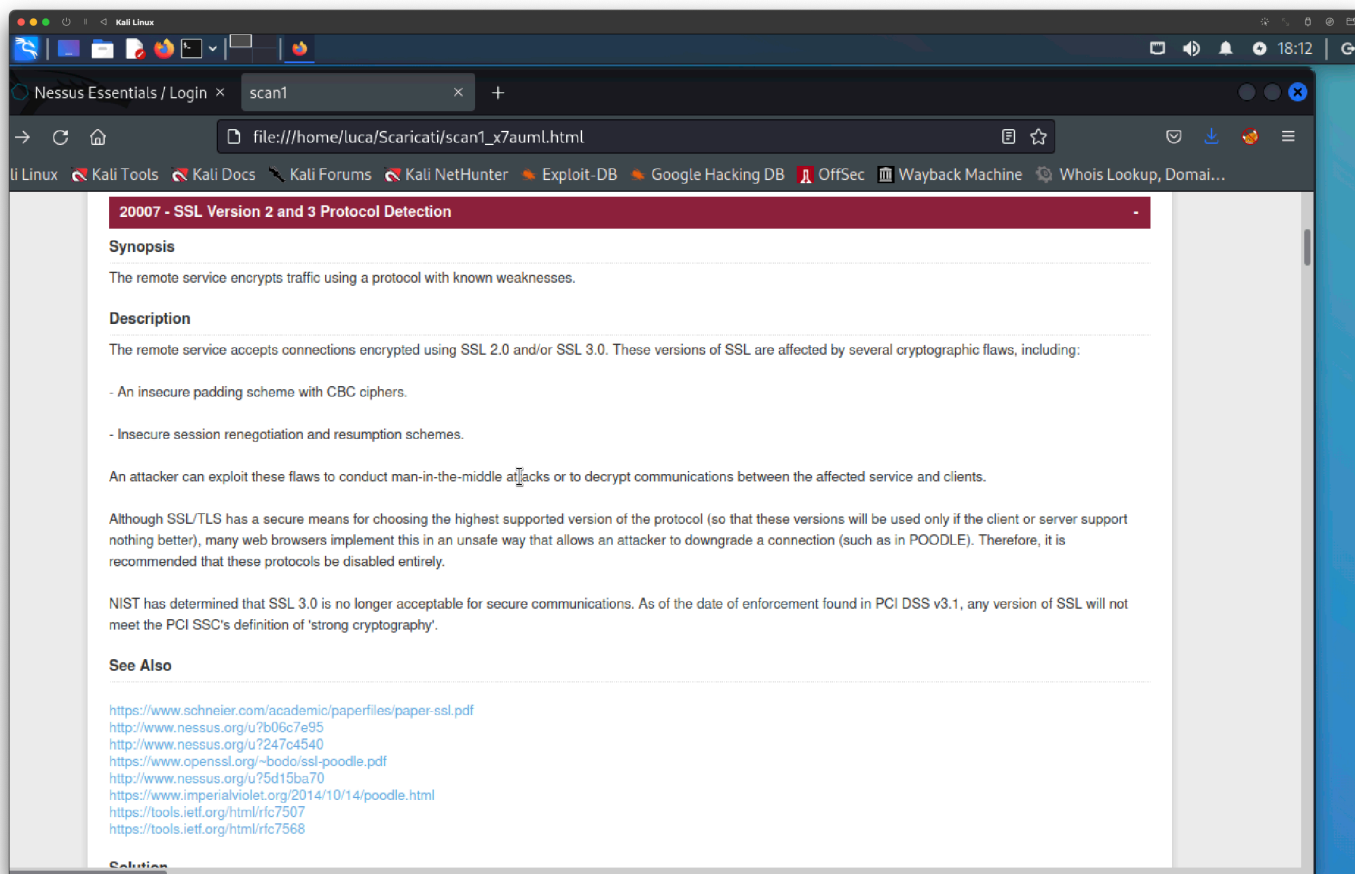 Kali Linux
18:12
Nessus Essentials / Login
scan1
file:///home/luca/Scaricati/scan1_x7auml.html
li Linux Kali Tools Kali Docs Kali Forums Kali NetHunter Exploit-DB Google Hacking DB OffSec Wayback Machine Whois Lookup, Domai...
20007 - SSL Version 2 and 3 Protocol Detection -
Synopsis
The remote service encrypts traffic using a protocol with known weaknesses.
Description
The remote service accepts connections encrypted using SSL 2.0 and/or SSL 3.0. These versions of SSL are affected by several cryptographic flaws, including:
- An insecure padding scheme with CBC ciphers.
- Insecure session renegotiation and resumption schemes.
An attacker can exploit these flaws to conduct man-in-the-middle attacks or to decrypt communications between the affected service and clients.
Although SSL/TLS has a secure means for choosing the highest supported version of the protocol (so that these versions will be used only if the client or server support
nothing better), many web browsers implement this in an unsafe way that allows an attacker to downgrade a connection (such as in POODLE). Therefore, it is
recommended that these protocols be disabled entirely.
NIST has determined that SSL 3.0 is no longer acceptable for secure communications. As of the date of enforcement found in PCI DSS v3.1, any version of SSL will not
meet the PCI SSC's definition of 'strong cryptography'.
See Also
https://www.schneier.com/academic/paperfiles/paper-ssl.pdf
http://www.nessus.org/u?b06c7e95
http://www.nessus.org/u?247c4540
https://www.openssl.org/~bodo/ssl-poodle.pdf
http://www.nessus.org/u?5d15ba70
https://www.imperialviolet.org/2014/10/14/poodle.html
https://tools.ietf.org/html/rfc7507
https://tools.ietf.org/html/rfc7568
Solution